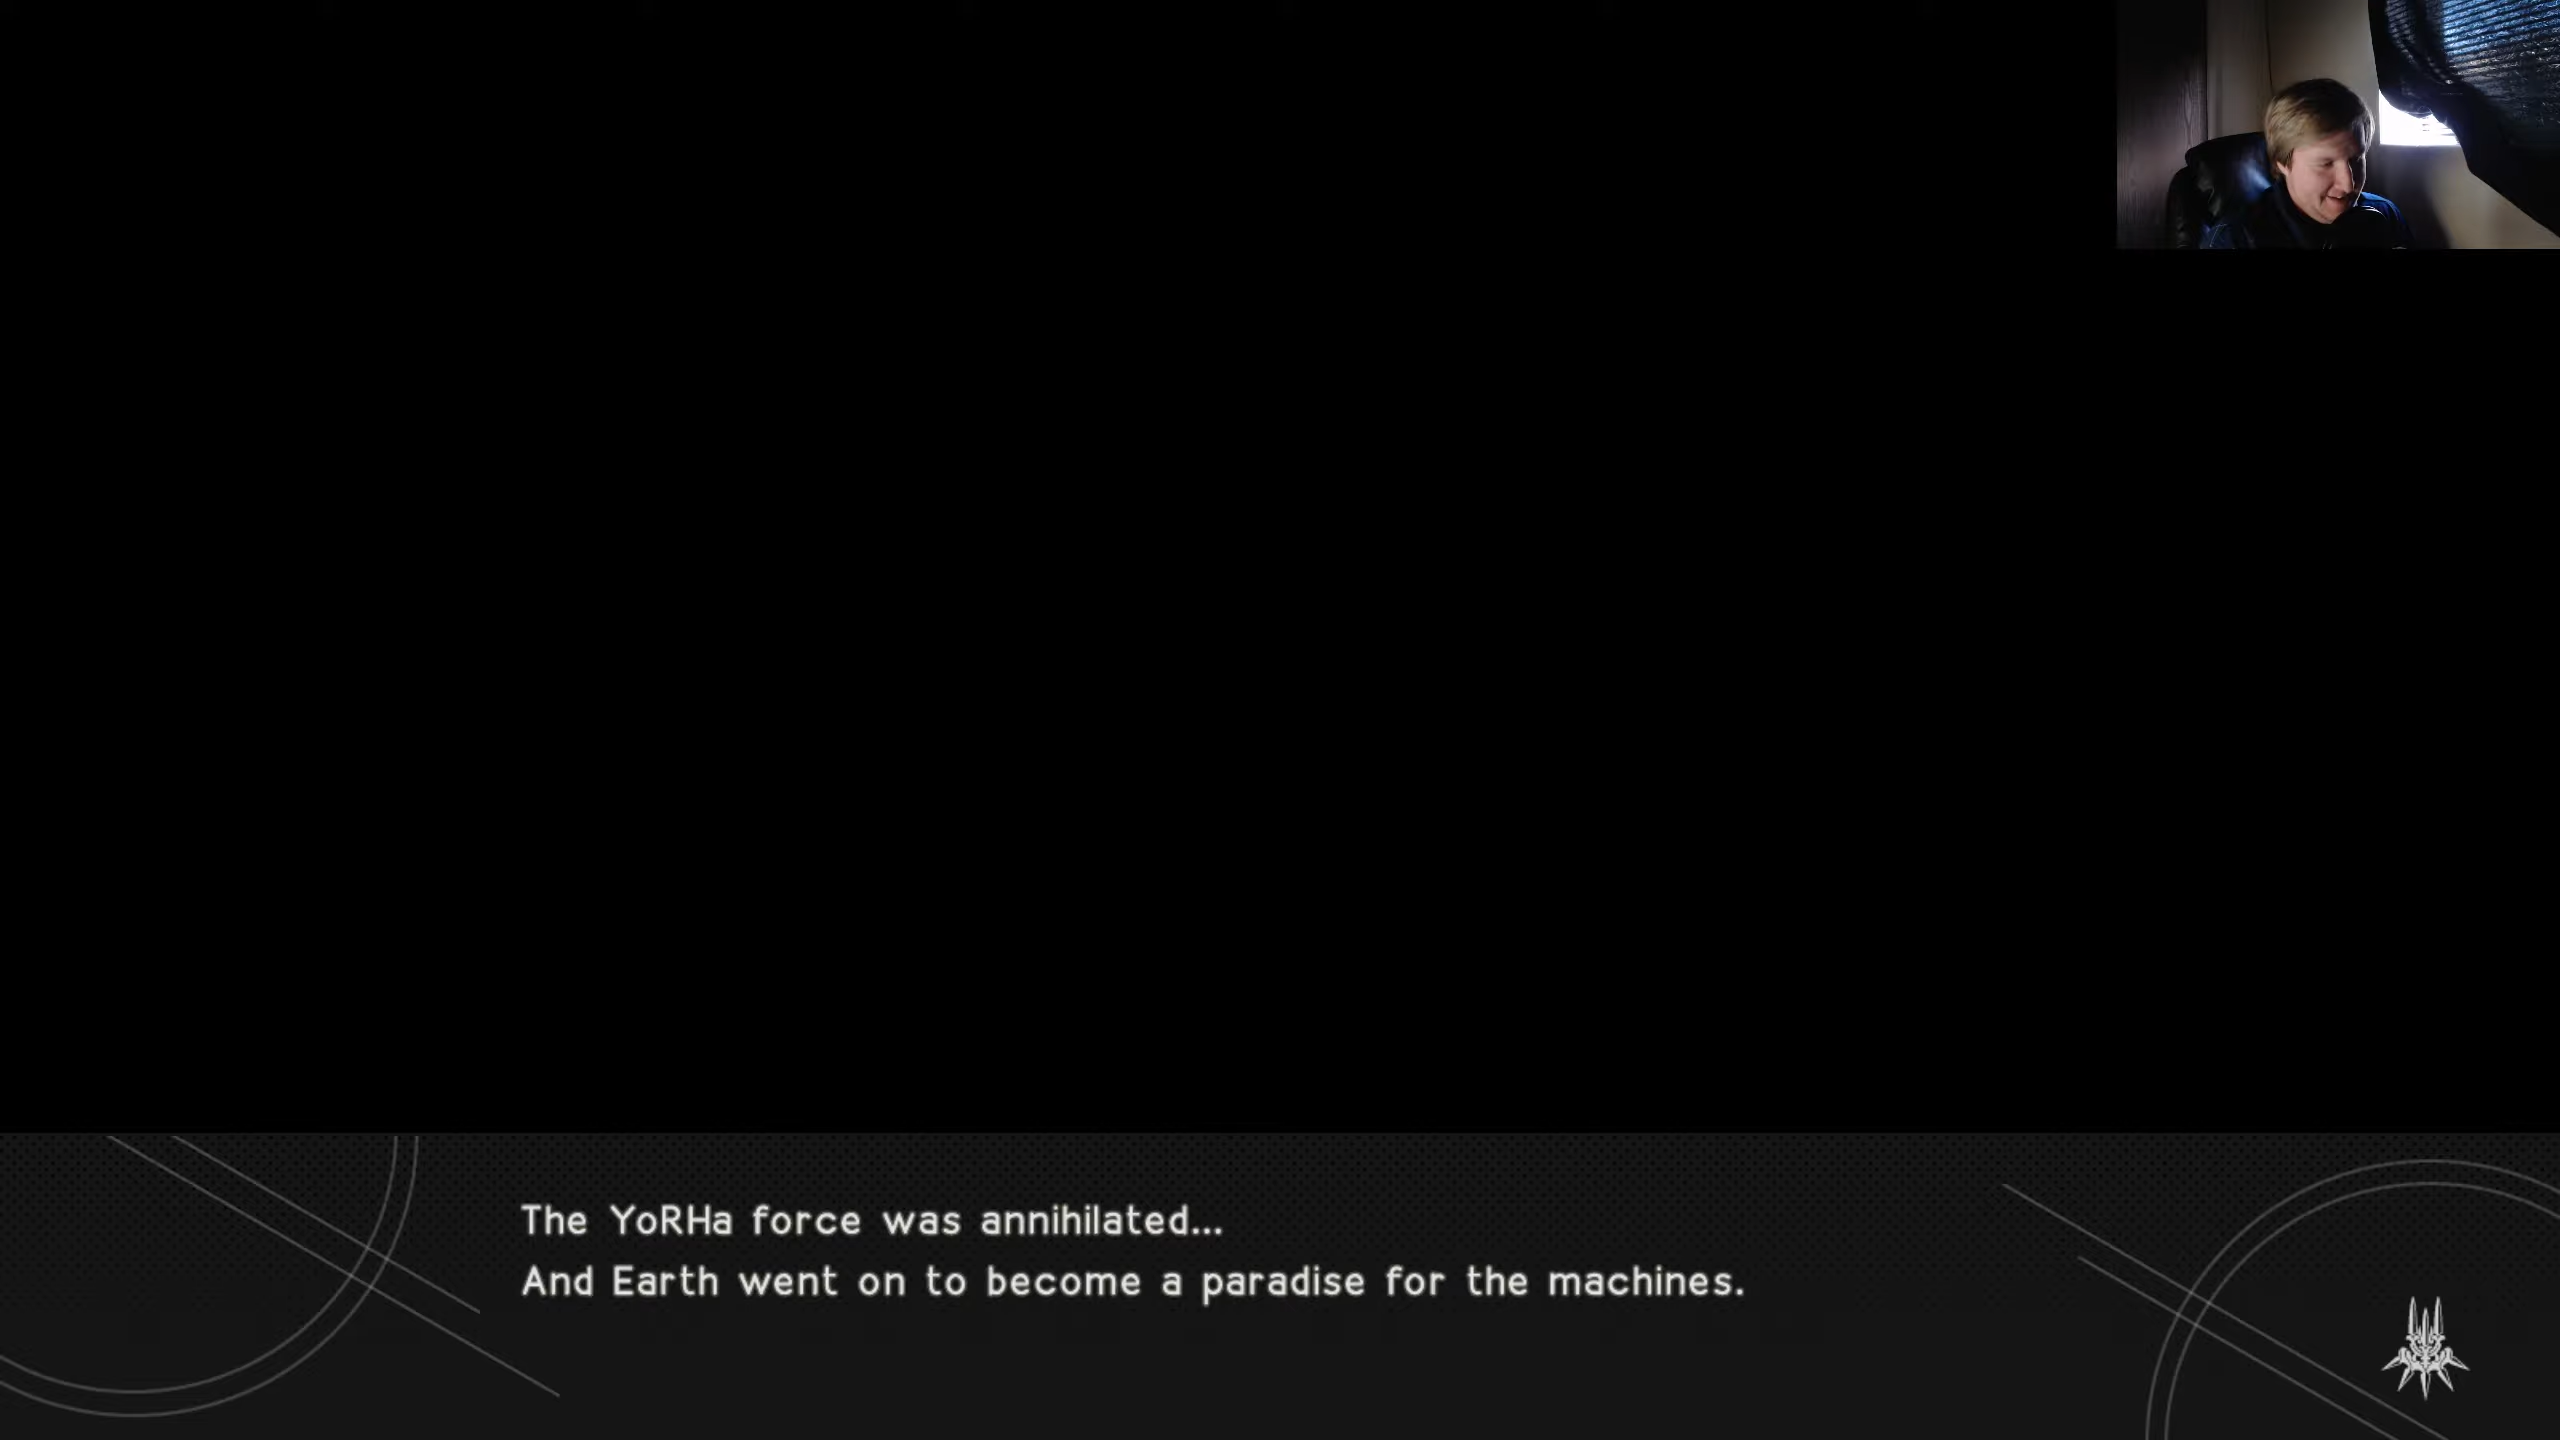 The YoRHa force was annihilated...
And Earth went on to become a paradise for the machines.